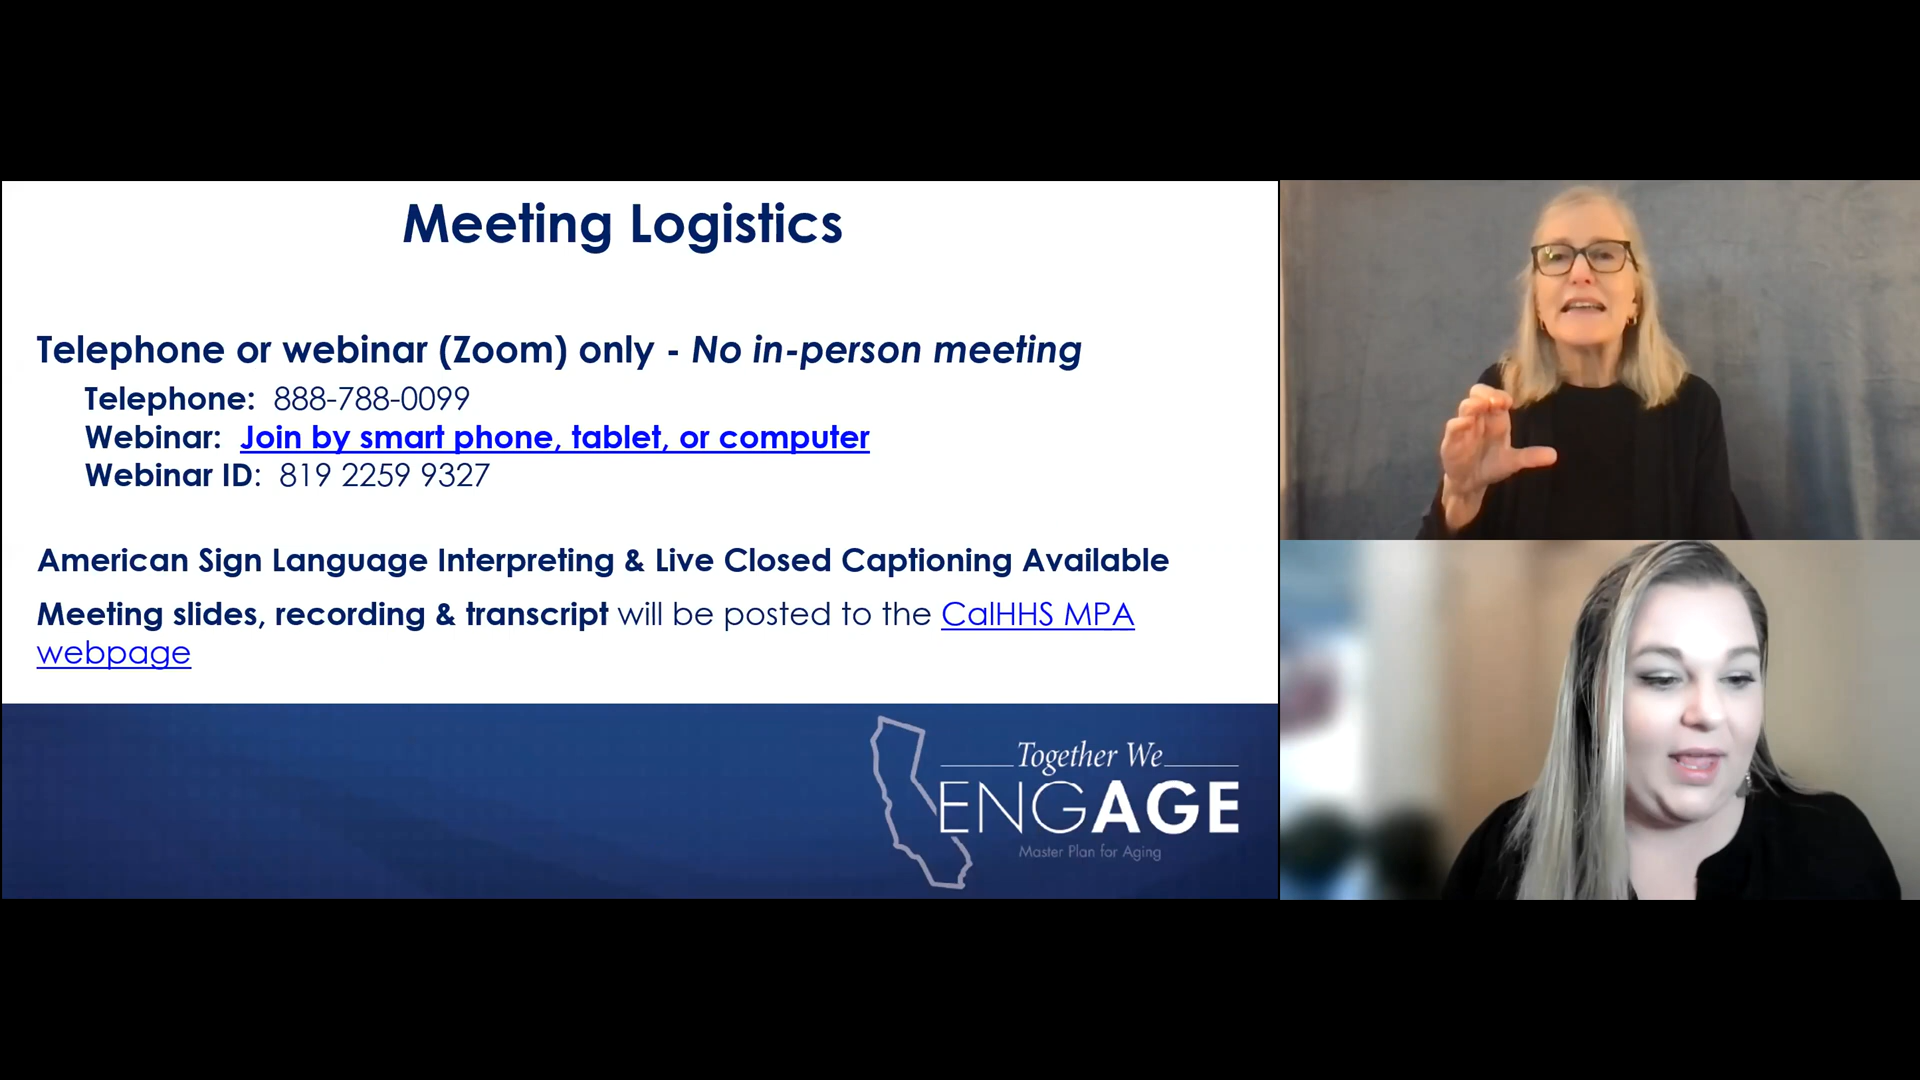 Meeting Logistics
Telephone or webinar (Zoom) only - No in-person meeting
Telephone: 888-788-0099
Webinar: Join by smart phone, tablet, or computer
Webinar ID: 819 2259 9327
American Sign Language Interpreting & Live Closed Captioning Available
Meeting slides, recording & transcript will be posted to the CalHHS MPA
webpage
Together We
ENGAGE
Master Plan for Aging